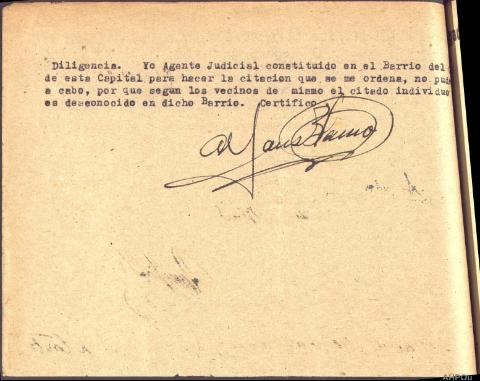 Diligencia. Yo Agente Judicial constituido en el Barrio del
de esta Capital para hacer la citacion que se me ordena, no
a cabo, por que segun los vecinos de mismo el citado individuo
es desconocido en dicho Barrio. Certifico.
AHPOu